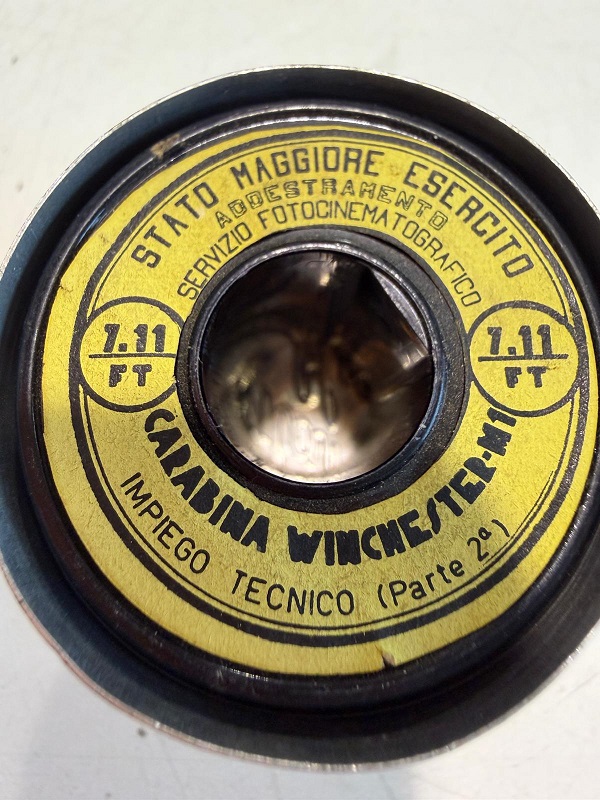 STATO MAGGIORE ESERCITO
ADDESTRAMENTO
SERVIZIO FOTOCINEMATOGRAFICO
7.11
FT
7.11
FT
CARABINA WINCHESTER-M1
IMPIEGO TECNICO (Parte 2ª)